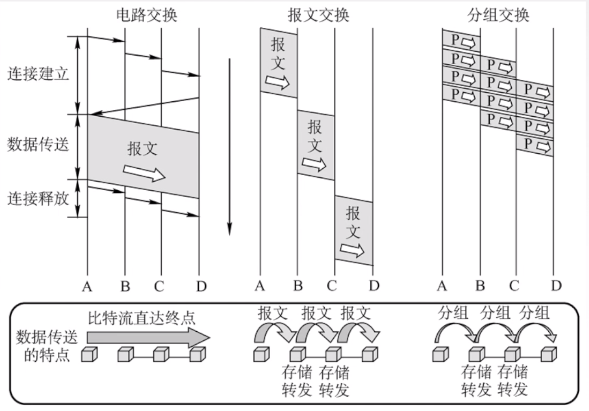 电路交换
报文交换
分组交换
连接建立
数据传送
连接释放
报文
A B C D
报
文
报
文
报
文
A B C D
P
P P
P P P
P P P
P P
P
A B C D
数据传送
的特点
比特流直达终点
报文 报文 报文
存储 存储
转发 转发
分组 分组 分组
存储 存储
转发 转发